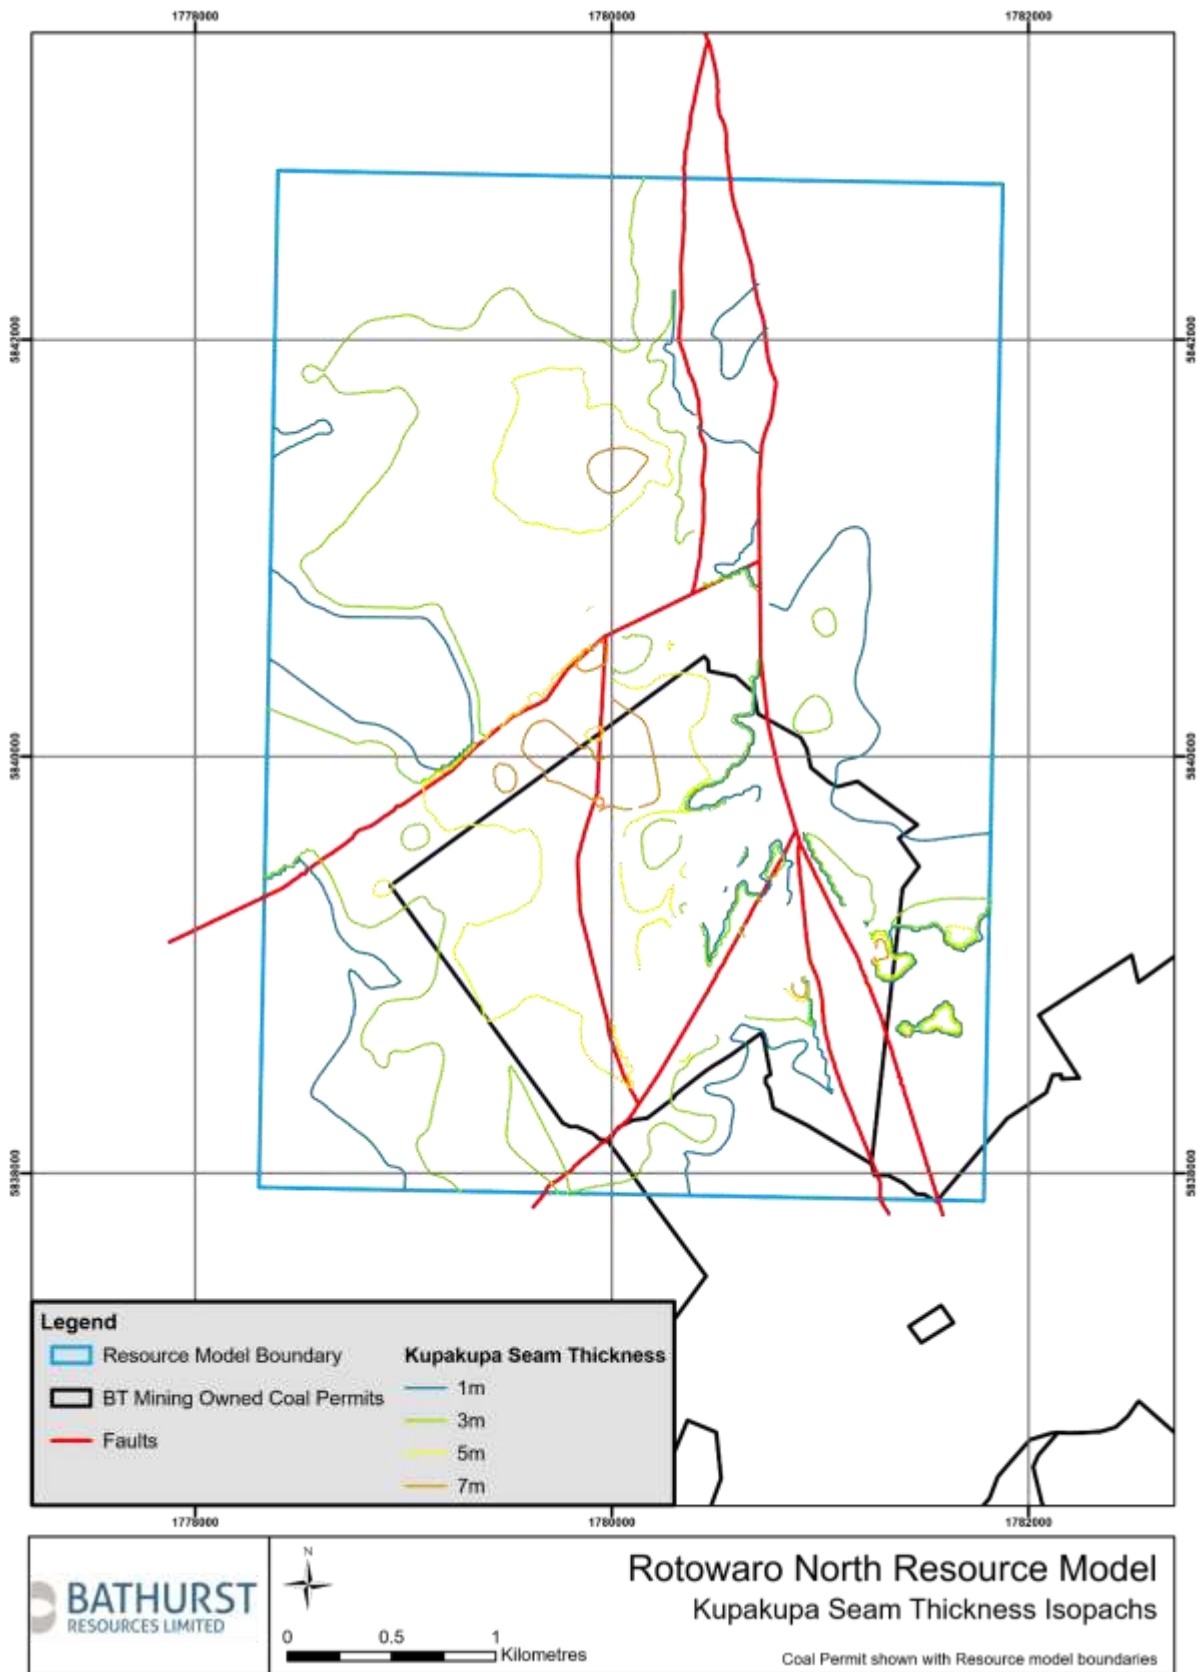 1778000
1780000
1782000
5842000
5842000
5840000
5840000
5838000
5838000
Legend
Resource Model Boundary
BT Mining Owned Coal Permits
Faults
Kupakupa Seam Thickness
1m
3m
5m
7m
1778000
1780000
1782000
BATHURST
RESOURCES LIMITED
N
0 0.5 1
Kilometres
Rotowaro North Resource Model
Kupakupa Seam Thickness Isopachs
Coal Permit shown with Resource model boundaries